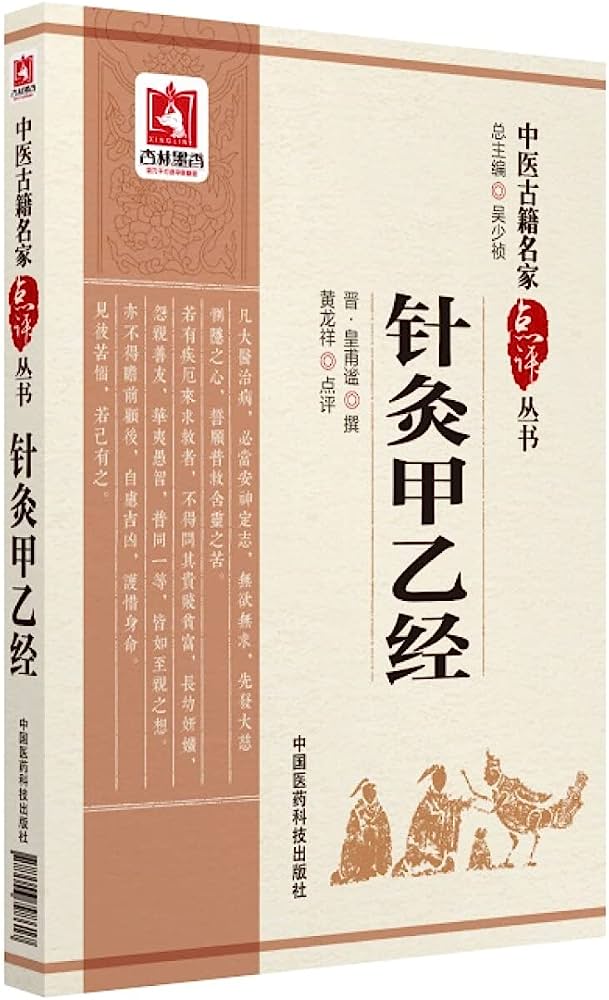 中医古籍名家点评丛书
总主编◎吴少祯
针灸甲乙经
晋·皇甫谧◎撰
黄龙祥◎点评
中国医药科技出版社
XINGLIN
杏林墨香
凡大醫治病，必當安神定志，無欲無求，先發大慈
惻隱之心，誓願普救含靈之苦。
若有疾厄來求救者，不得問其貴賤貧富，長幼妍媸，
怨親善友，華夷愚智，普同一等，皆如至親之想。
亦不得瞻前顧後，自慮吉凶，護惜身命。
見彼苦惱，若己有之。
杏林墨香
中医古籍名家点评丛书
针灸甲乙经
中国医药科技出版社